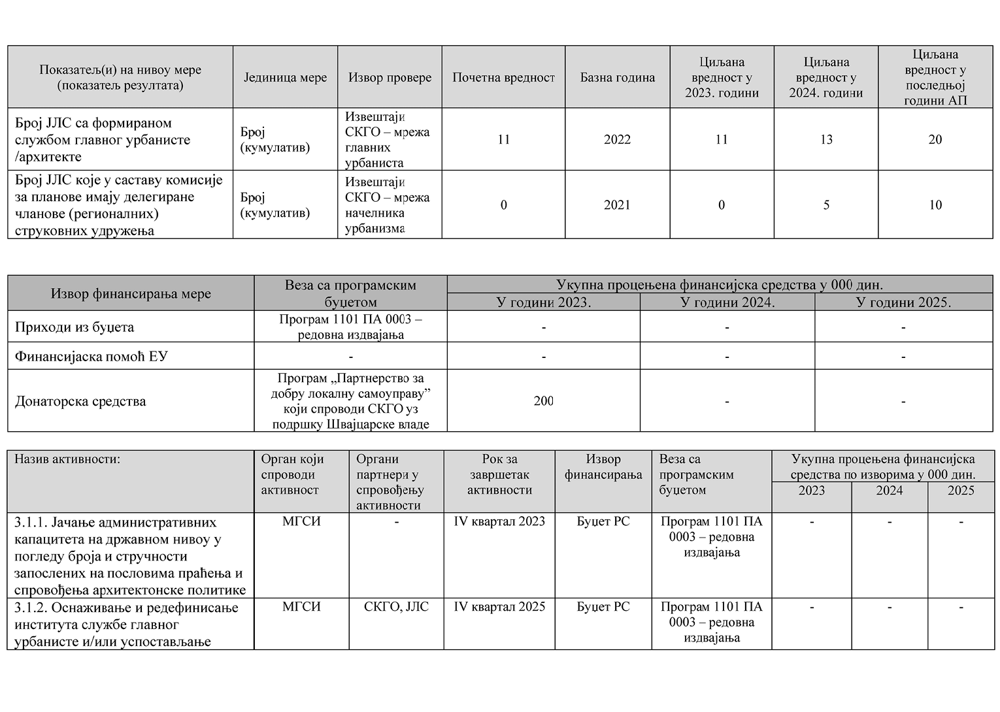 Показатељ(и) на нивоу мере
(показатељ резултата)
Јединица мере
Извор провере
Почетна вредност
Базна година
Циљана
вредност у
2023. години
Циљана
вредност у
2024. години
Циљана
вредност у
последњој
години АП
Број ЈЛС са формираном
службом главног урбанисте
/архитекте
Број
(кумулатив)
Извештаји
СКГО – мрежа
главних
урбаниста
11
2022
11
13
20
Број ЈЛС које у саставу комисије
за планове имају делегиране
чланове (регионалних)
струковних удружења
Број
(кумулатив)
Извештаји
СКГО – мрежа
начелника
урбанизма
0
2021
0
5
10
Извор финансирања мере
Веза са програмским
буџетом
Укупна процењена финансијска средства у 000 дин.
У години 2023.
У години 2024.
У години 2025.
Приходи из буџета
Програм 1101 ПА 0003 –
редовна издвајања
-
-
-
Финансијаска помоћ ЕУ
-
-
-
-
Донаторска средства
Програм „Партнерство за
добру локалну самоуправу”
који спроводи СКГО уз
подршку Швајцарске владе
200
-
-
Назив активности:
Орган који
спроводи
активност
Органи
партнери у
спровођењу
активности
Рок за
завршетак
активности
Извор
финансирања
Веза са
програмским
буџетом
Укупна процењена финансијска
средства по изворима у 000 дин.
2023
2024
2025
3.1.1. Јачање административних
капацитета на државном нивоу у
погледу броја и стручности
запослених на пословима праћења и
спровођења архитектонске политике
МГСИ
-
IV квартал 2023
Буџет РС
Програм 1101 ПА
0003 – редовна
издвајања
-
-
-
3.1.2. Оснаживање и редефинисање
института службе главног
урбанисте и/или успостављање
МГСИ
СКГО, ЈЛС
IV квартал 2025
Буџет РС
Програм 1101 ПА
0003 – редовна
издвајања
-
-
-